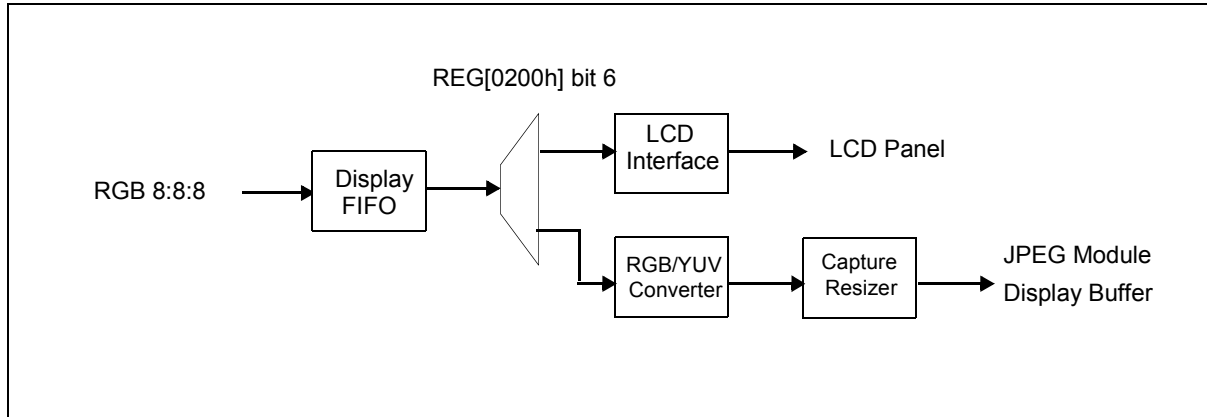 REG[0200h] bit 6
LCD
Interface
LCD Panel
RGB 8:8:8
Display
FIFO
RGB/YUV
Converter
Capture
Resizer
JPEG Module
Display Buffer